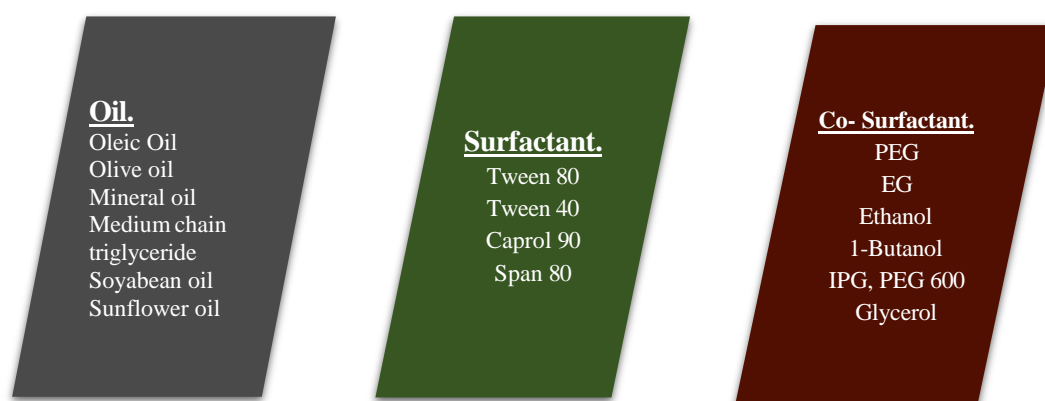 Oil.
Oleic Oil
Olive oil
Mineral oil
Medium chain
triglyceride
Soyabean oil
Sunflower oil
Surfactant.
Tween 80
Tween 40
Caprol 90
Span 80
Co- Surfactant.
PEG
EG
Ethanol
1-Butanol
IPG, PEG 600
Glycerol